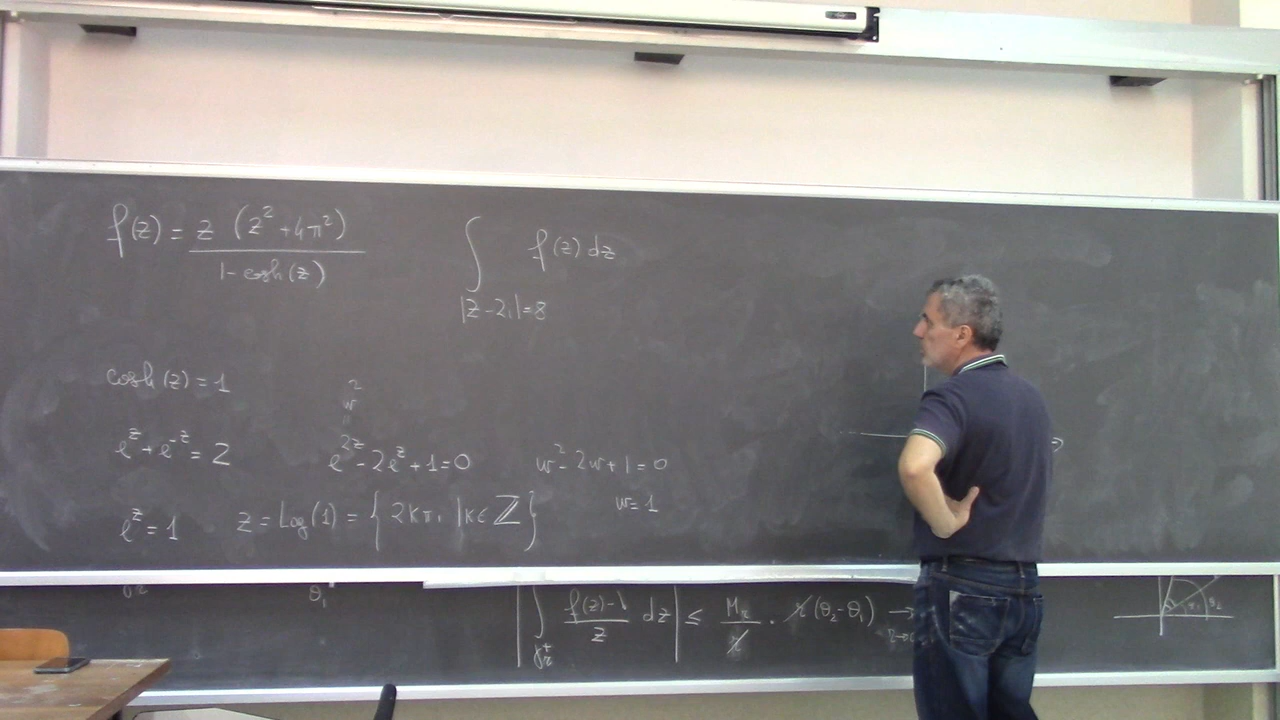 f(z) = z (z² + 4π²) / 1 - cosh(z)
∫ f(z) dz
|z - 2i| = 8
cosh(z) = 1
w²
"
e^z + e^-z = 2
e^2z - 2e^z + 1 = 0
w² - 2w + 1 = 0
w = 1
e^z = 1
z = Log(1) = { 2kπi | k ∈ ℤ }
θ₁
| ∫ f(z) - λ / z dz | ≤ M_r / r · r (θ₂ - θ₁) →